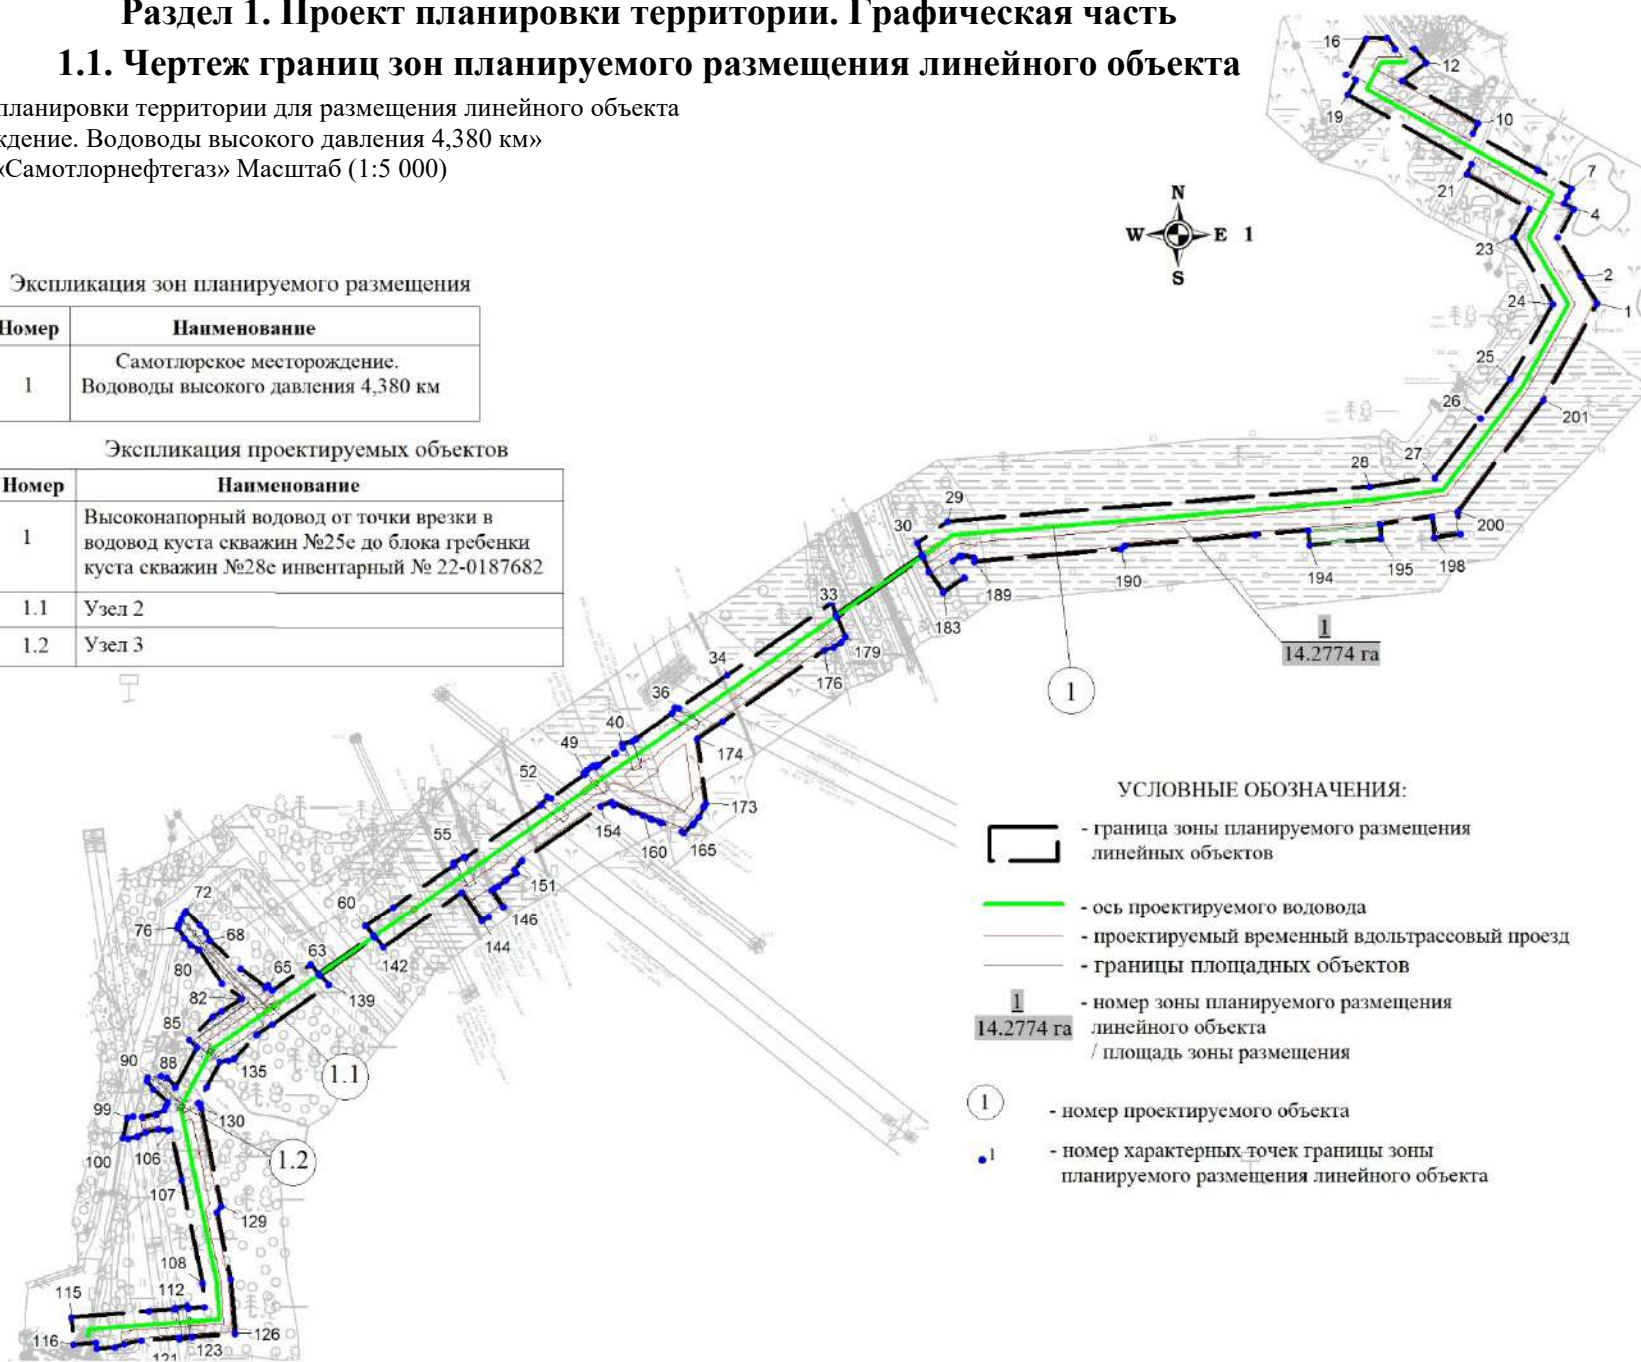 Раздел 1. Проект планировки территории. Графическая часть
1.1. Чертеж границ зон планируемого размещения линейного объекта
планировки территории для размещения линейного объекта
ждение. Водоводы высокого давления 4,380 км»
«Самотлорнефтегаз» Масштаб (1:5 000)
N
W E 1
S
Экспликация зон планируемого размещения
Номер Наименование
1
Самотлорское месторождение.
Водоводы высокого давления 4,380 км
Экспликация проектируемых объектов
Номер Наименование
1
Высоконапорный водовод от точки врезки в
водовод куста скважин №25е до блока гребенки
куста скважин №28е инвентарный № 22-0187682
1.1 Узел 2
1.2 Узел 3
16
12
10
19
7
21
4
23
2
24
1
25
26
201
27
28
29
30
200
198
195
194
190
189
183
1
14.2774 га
1
33
179
34
176
36
40
174
49
52
173
154
160
165
55
151
146
144
60
142
63
139
65
72
76
68
80
82
85
88
90
135
1.1
99
130
100
106
1.2
107
129
108
112
115
116
126
123
121
УСЛОВНЫЕ ОБОЗНАЧЕНИЯ:
- граница зоны планируемого размещения
линейных объектов
- ось проектируемого водовода
- проектируемый временный вдольтрассовый проезд
- границы площадных объектов
1
14.2774 га
- номер зоны планируемого размещения
линейного объекта
/ площадь зоны размещения
1
- номер проектируемого объекта
1
- номер характерных точек границы зоны
планируемого размещения линейного объекта